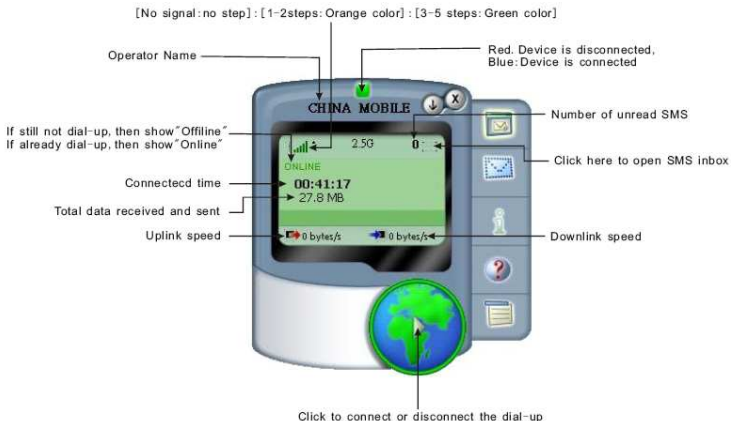 [No signal:no step]:[1-2steps:Orange color]:[3-5 steps:Green color]
Operator Name
Red. Device is disconnected,
Blue:Device is connected
CHINA MOBILE
Number of unread SMS
If still not dial-up, then show"Offiline"
If already dial-up, then show"Online"
2.5G
0
Click here to open SMS inbox
ONLINE
Connectecd time
00:41:17
27.8 MB
Total data received and sent
Uplink speed
0 bytes/s
0 bytes/s
Downlink speed
Click to connect or disconnect the dial-up